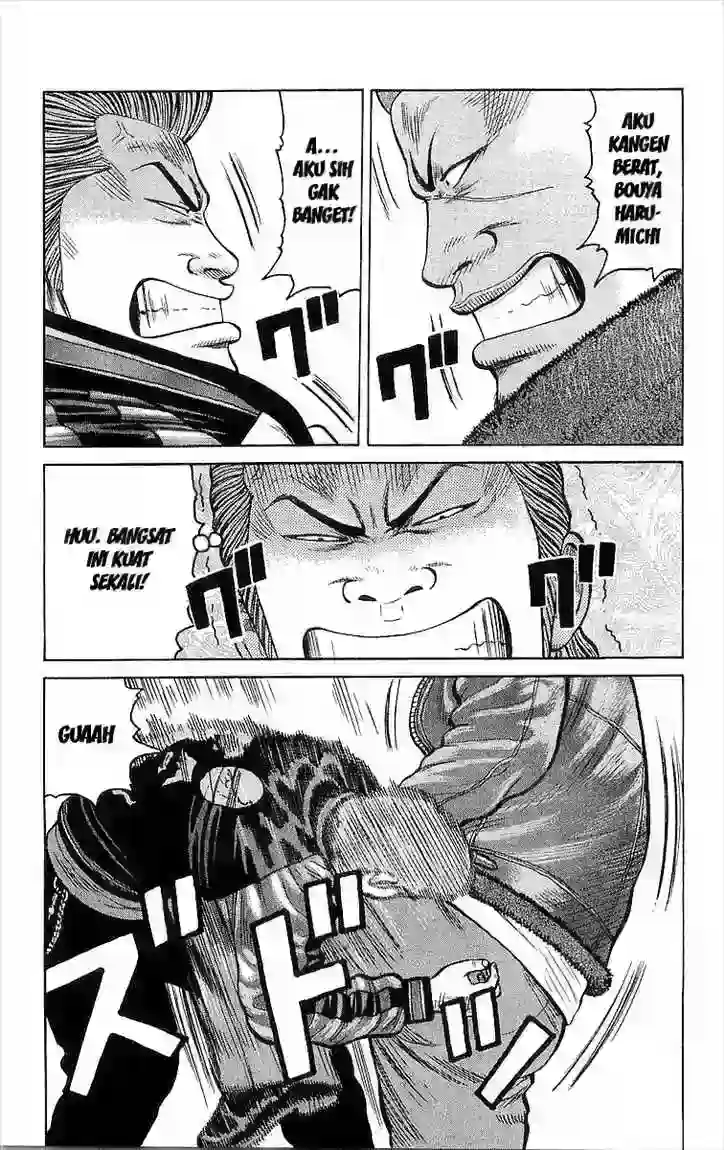 AKU
KANGEN
BERAT,
BOUYA
HARU-
MICHI
グ"
A...
AKU SIH
GAK
BANGET!
グ"
HUU. BANGSAT
INI KUAT
SEKALI!
グ"
グ"
GUAAH
ズドッ